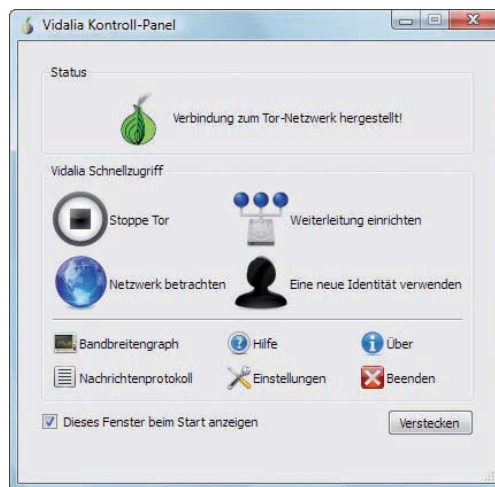 Vidalia Kontroll-Panel
Status
Verbindung zum Tor-Netzwerk hergestellt!
Vidalia Schnellzugriff
Stoppe Tor
Weiterleitung einrichten
Netzwerk betrachten
Eine neue Identität verwenden
Bandbreitengraph
Hilfe
Über
Nachrichtenprotokoll
Einstellungen
Beenden
Dieses Fenster beim Start anzeigen
Verstecken